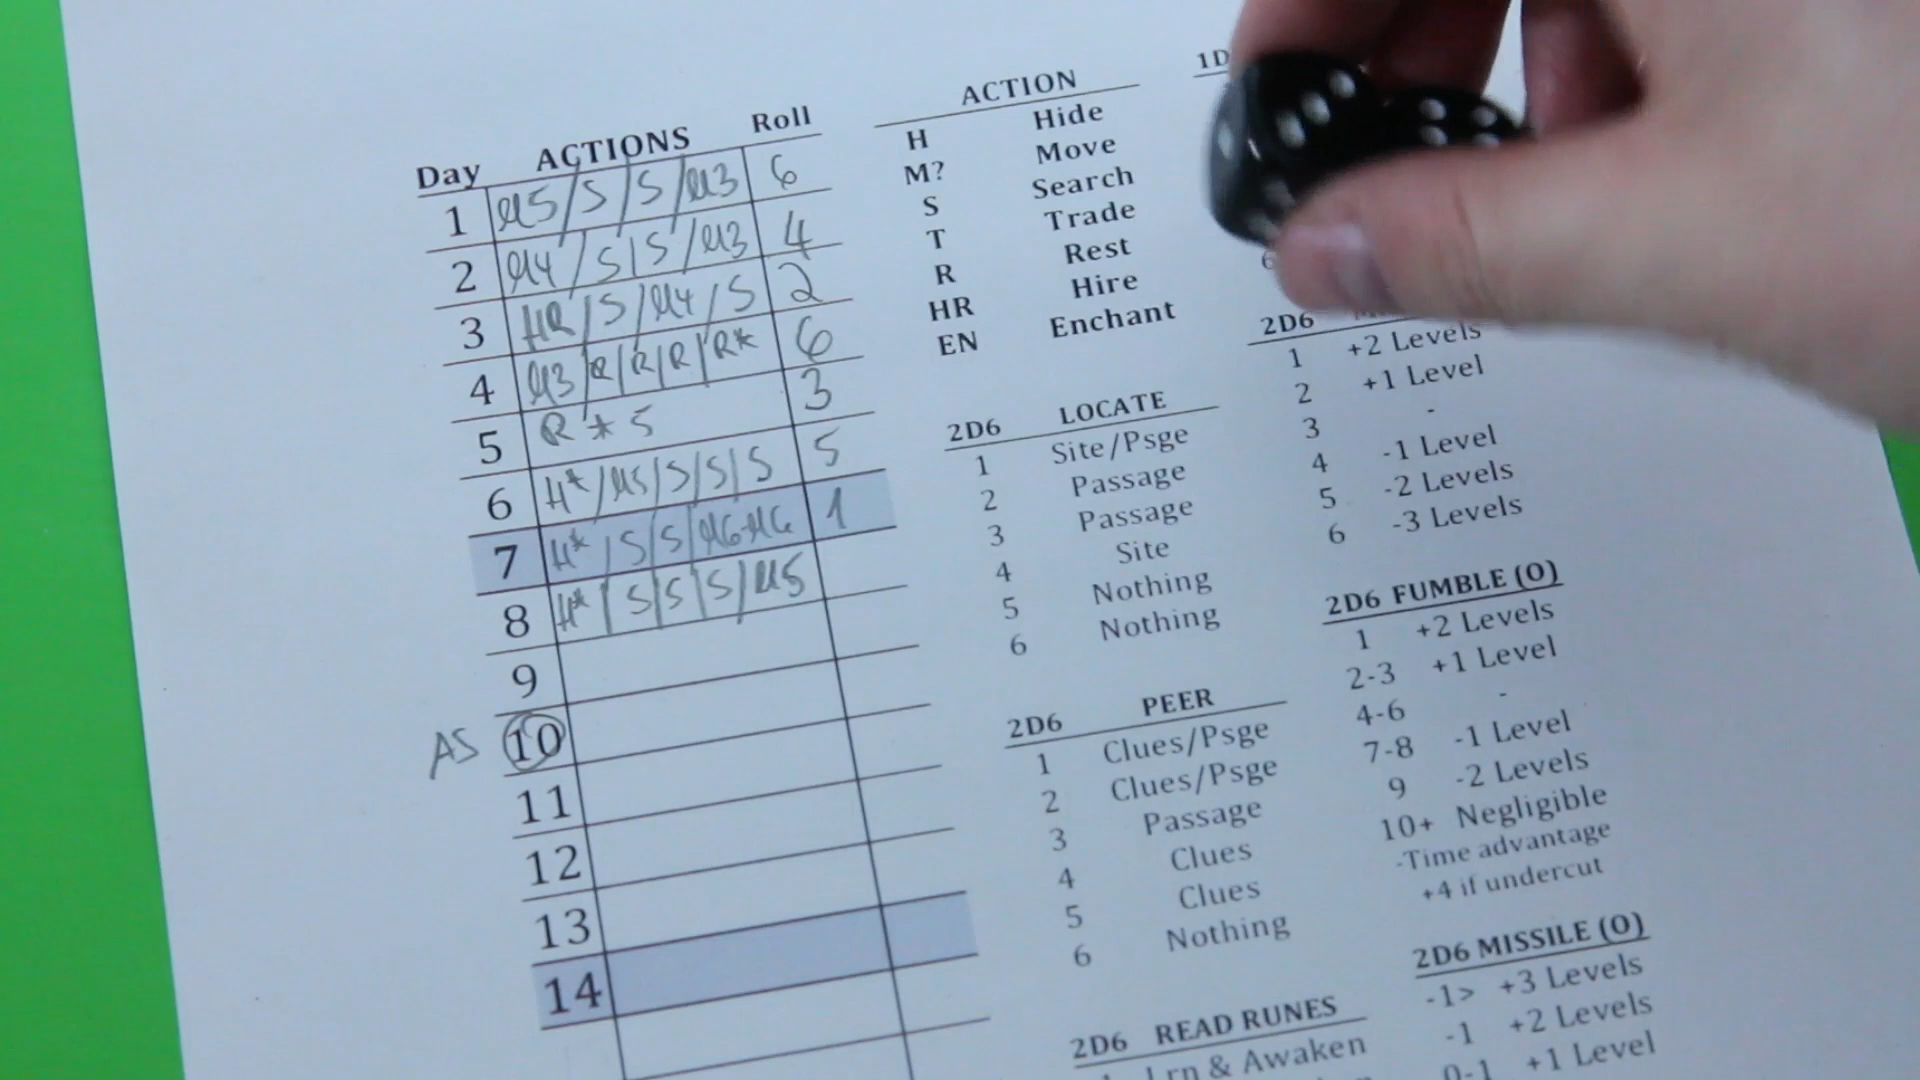 Day ACTIONS Roll
1 M5/S/S/M3 6
2 M4/S/S/M3 4
3 HR/S/M4/S 2
4 M3/R/R/R/R* 6
5 R*5 3
6 H*/M5/S/S/S 5
7 H*/S/S/M6-M6 1
8 H*/S/S/S/M5
9
AS 10
11
12
13
14
ACTION
H Hide
M? Move
S Search
T Trade
R Rest
HR Hire
EN Enchant
2D6 LOCATE
1 Site/Psge
2 Passage
3 Passage
4 Site
5 Nothing
6 Nothing
2D6 PEER
1 Clues/Psge
2 Clues/Psge
3 Passage
4 Clues
5 Clues
6 Nothing
2D6 READ RUNES
Lrn & Awaken
1D
6
2D6
1 +2 Levels
2 +1 Level
3 -
4 -1 Level
5 -2 Levels
6 -3 Levels
2D6 FUMBLE (O)
1 +2 Levels
2-3 +1 Level
4-6 -
7-8 -1 Level
9 -2 Levels
10+ Negligible
-Time advantage
+4 if undercut
2D6 MISSILE (O)
-1> +3 Levels
-1 +2 Levels
0-1 +1 Level